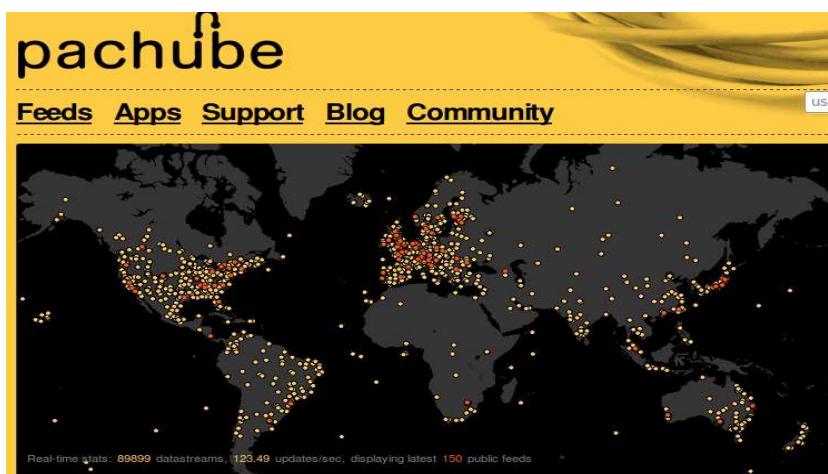 pachube
Feeds Apps Support Blog Community
us
Real-time stats: 89899 datastreams, 123.49 updates/sec, displaying latest 150 public feeds